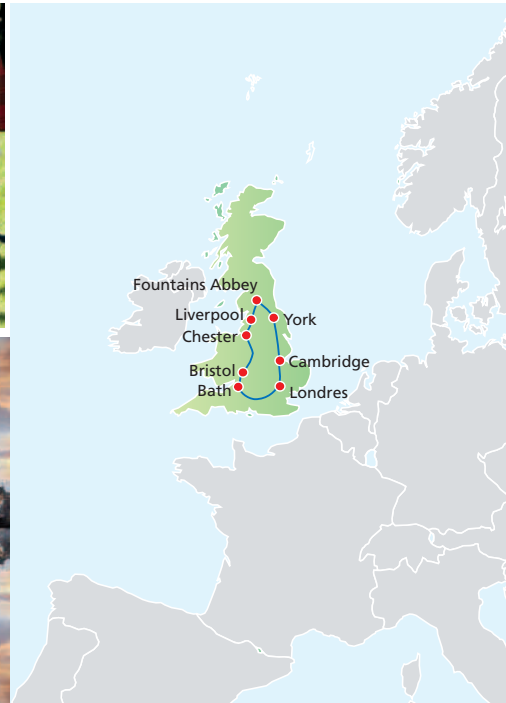 Fountains Abbey
Liverpool
York
Chester
Cambridge
Bristol
Bath
Londres